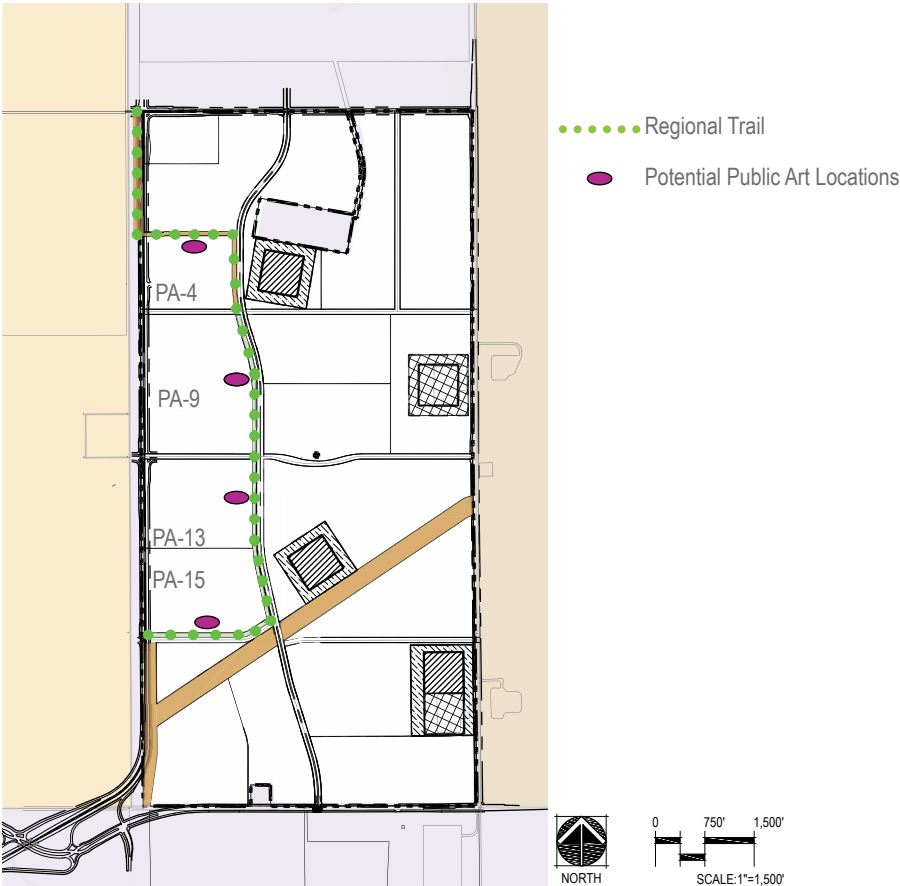 Regional Trail
Potential Public Art Locations
PA-4
PA-9
PA-13
PA-15
0 750' 1,500'
NORTH
SCALE:1"=1,500'